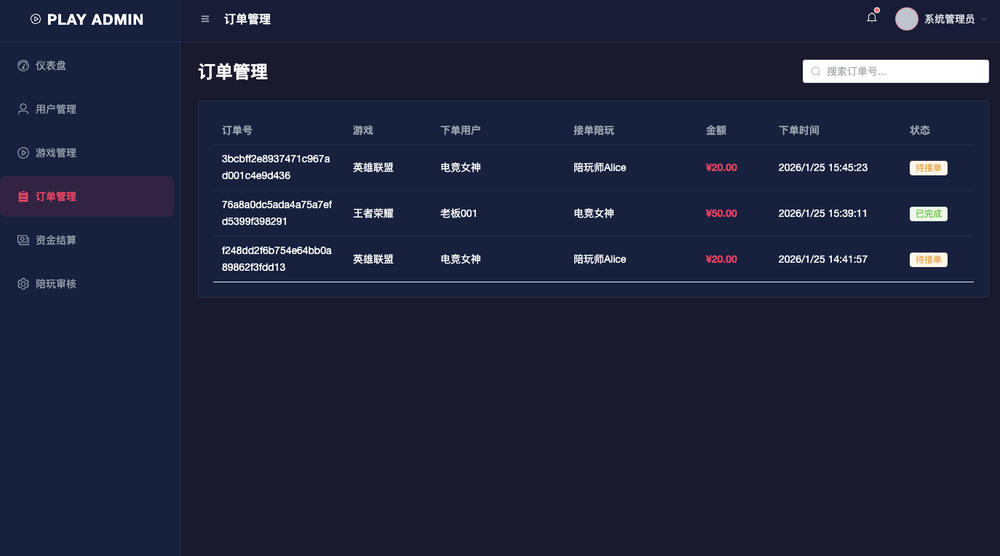 PLAY ADMIN
订单管理
系统管理员
仪表盘
用户管理
游戏管理
订单管理
资金结算
陪玩审核
订单管理
搜索订单号...
订单号 游戏 下单用户 接单陪玩 金额 下单时间 状态
3bcbff2e8937471c967a
d001c4e9d436
英雄联盟 电竞女神 陪玩师Alice ¥20.00 2026/1/25 15:45:23 待接单
76a8a0dc5ada4a75a7ef
d5399f398291
王者荣耀 老板001 电竞女神 ¥50.00 2026/1/25 15:39:11 已完成
f248dd2f6b754e64bb0a
89862f3fdd13
英雄联盟 电竞女神 陪玩师Alice ¥20.00 2026/1/25 14:41:57 待接单